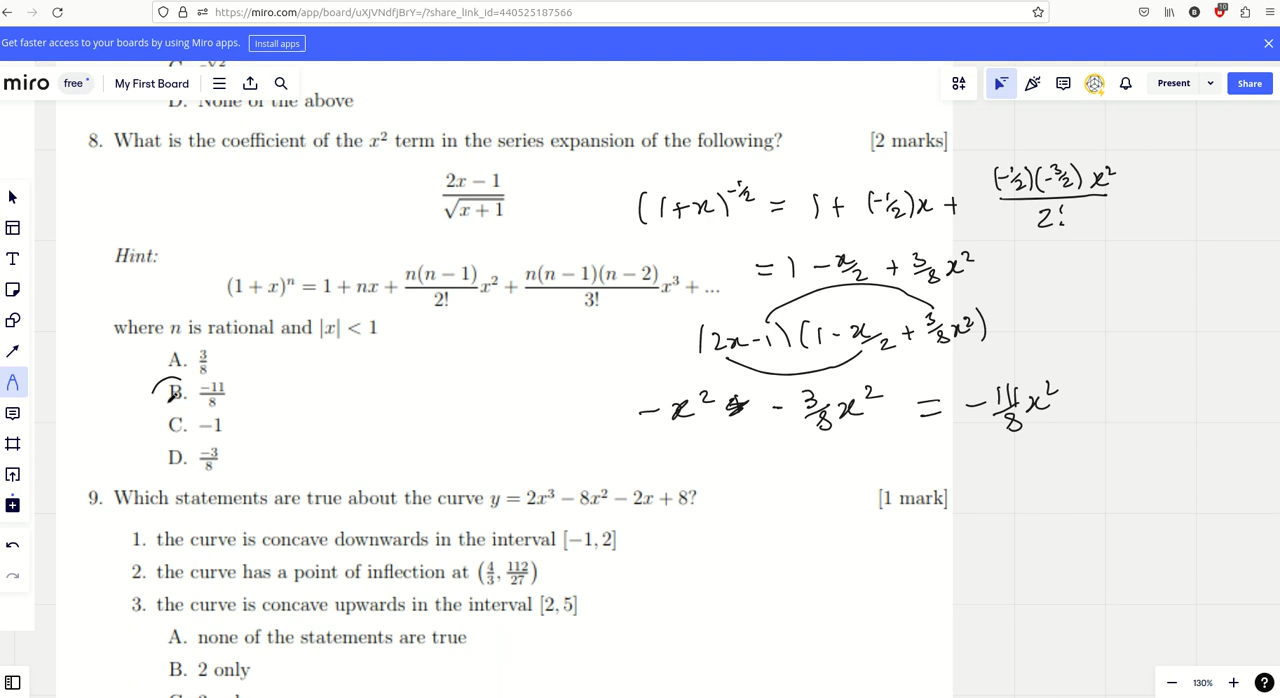 https://miro.com/app/board/uXjVNdfjBrY=/?share_link_id=440525187566
10
Get faster access to your boards by using Miro apps. Install apps
miro free My First Board Present Share
D. None of the above
8. What is the coefficient of the x² term in the series expansion of the following? [2 marks]
(2x − 1)/√(x + 1)
(1+x)^(-1/2) = 1 + (-1/2)x + (-1/2)(-3/2)x²/2!
Hint:
= 1 - x/2 + 3/8 x²
(1 + x)ⁿ = 1 + nx + n(n − 1)/2! x² + n(n − 1)(n − 2)/3! x³ + ...
where n is rational and |x| < 1
(2x-1)(1 - x/2 + 3/8 x²)
A. 3/8
B. −11/8
- x² - 3/8 x² = - 11/8 x²
C. −1
D. −3/8
9. Which statements are true about the curve y = 2x³ − 8x² − 2x + 8? [1 mark]
1. the curve is concave downwards in the interval [−1, 2]
2. the curve has a point of inflection at (4/3, 112/27)
3. the curve is concave upwards in the interval [2, 5]
A. none of the statements are true
B. 2 only
− 130% + ?